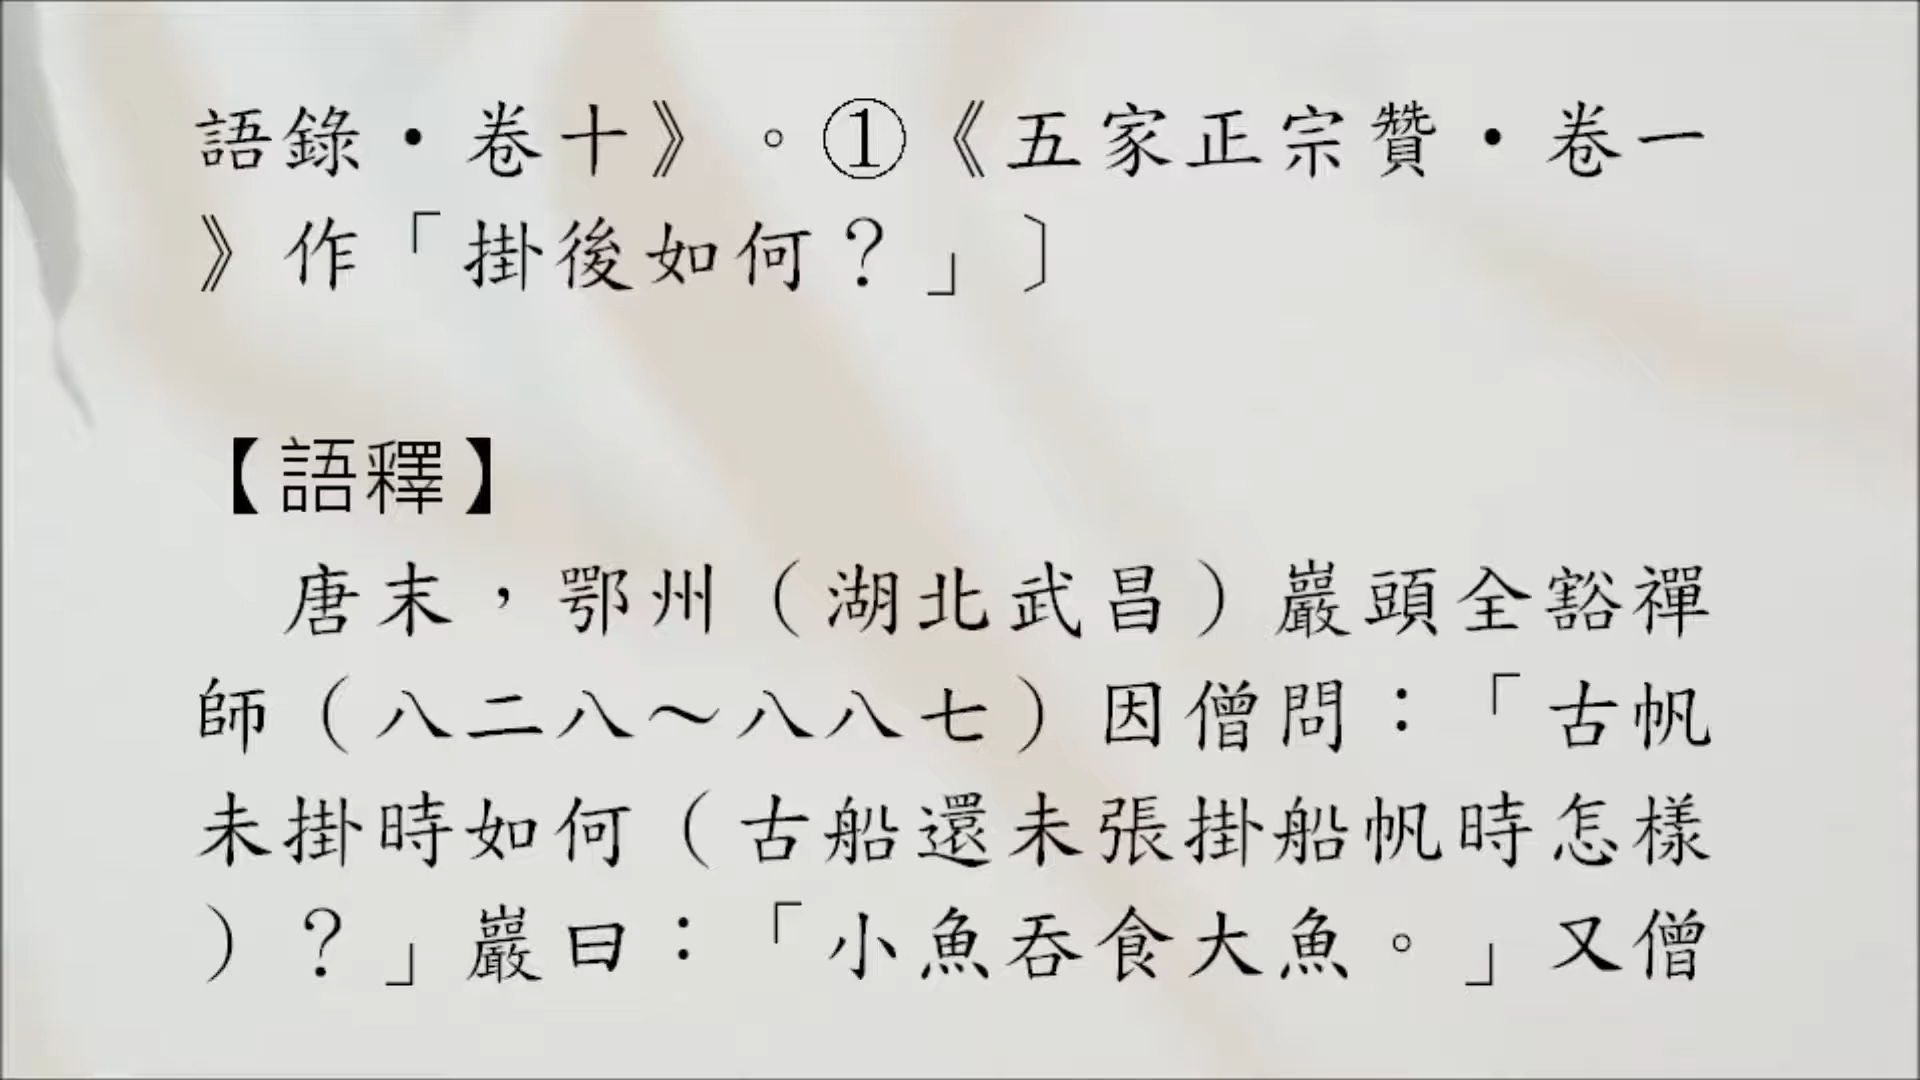 語錄・卷十》。①《五家正宗贊・卷一
》作「掛後如何？」〕
【語釋】
唐末，鄂州（湖北武昌）巖頭全豁禪
師（八二八～八八七）因僧問：「古帆
未掛時如何（古船還未張掛船帆時怎樣
）？」巖曰：「小魚吞食大魚。」又僧